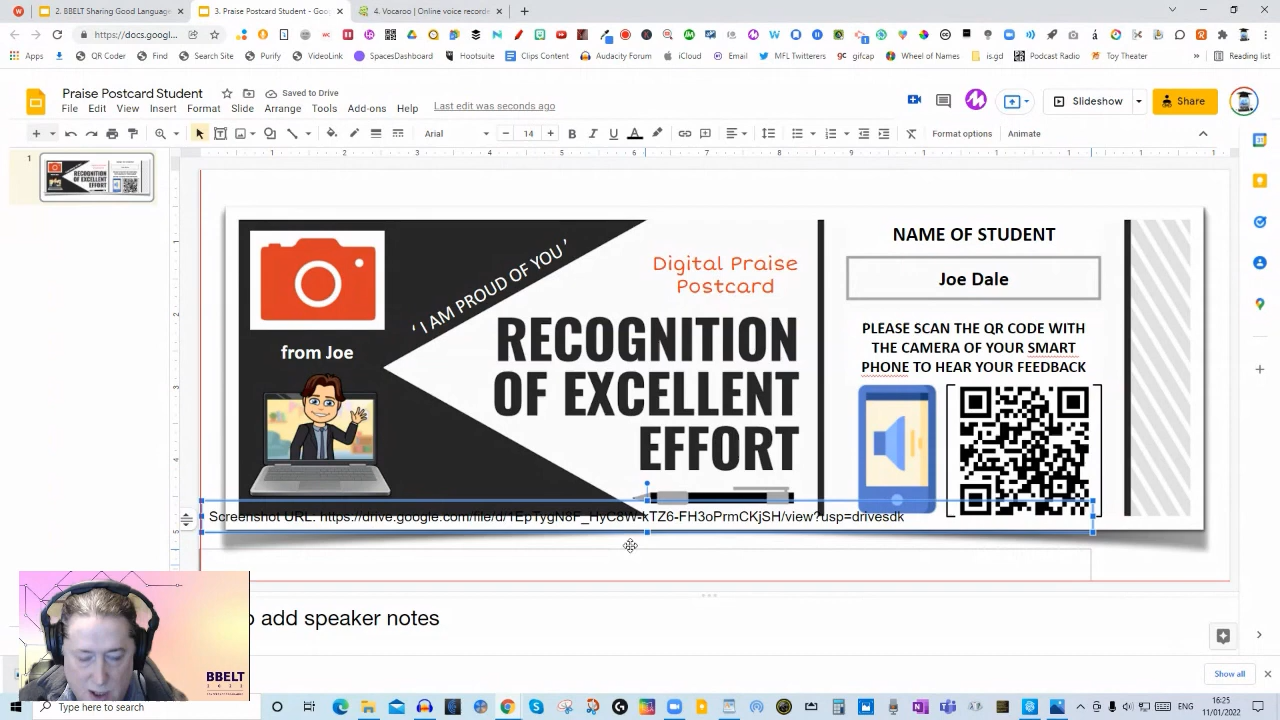 2. BBELT Sharing Good Language
3. Praise Postcard Student - Goo
4. Vocaroo | Online voice recorde
https://docs.goog
QR Coder
Find
Search Site
Purify
VideoLink
SpacesDashboard
Hootsuite
Clips Content
Audacity Forum
iCloud
Email
MFL Twitterers
gifcap
Wheel of Names
is.gd
Podcast Radio
Toy Theater
Reading list
Praise Postcard Student
Saved to Drive
File Edit View Insert Format Slide Arrange Tools Add-ons Help
Last edit was seconds ago
Slideshow
Share
Arial
14
Format options
Animate
1
' I AM PROUD OF YOU '
from Joe
Digital Praise
Postcard
RECOGNITION
OF EXCELLENT
EFFORT
NAME OF STUDENT
Joe Dale
PLEASE SCAN THE QR CODE WITH
THE CAMERA OF YOUR SMART
PHONE TO HEAR YOUR FEEDBACK
Screenshot URL: https://drive.google.com/file/d/1EpTygN8F_HyC8W-kTZ6-FH3oPrmCKjSH/view?usp=drivesdk
add speaker notes
BBELT
Show all
Type here to search
16:25
11/01/2022